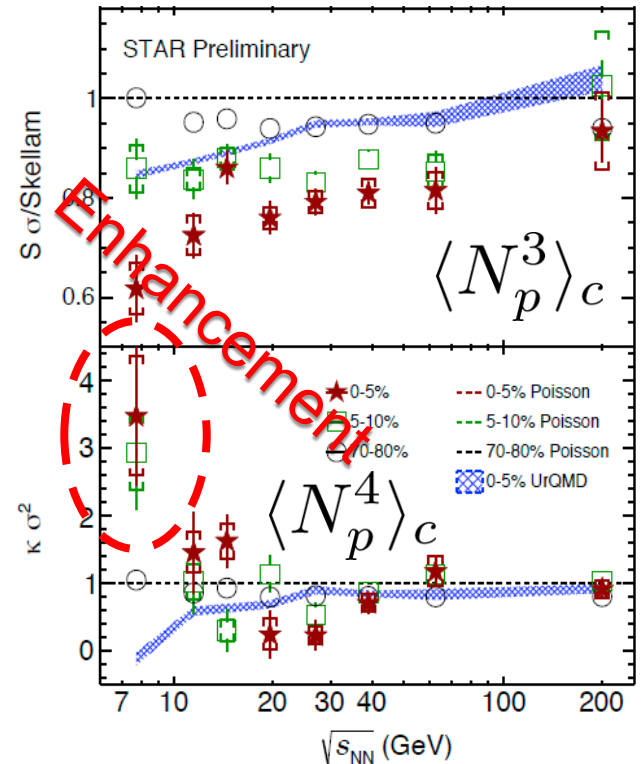 STAR Preliminary
1
0.8
0.6
S σ/Skellam
Enhancement
⟨N_p^3⟩_c
4
3
2
1
0
κ σ²
0-5%
5-10%
70-80%
0-5% Poisson
5-10% Poisson
70-80% Poisson
0-5% UrQMD
⟨N_p^4⟩_c
7 10 20 30 40 100 200
√s_NN (GeV)